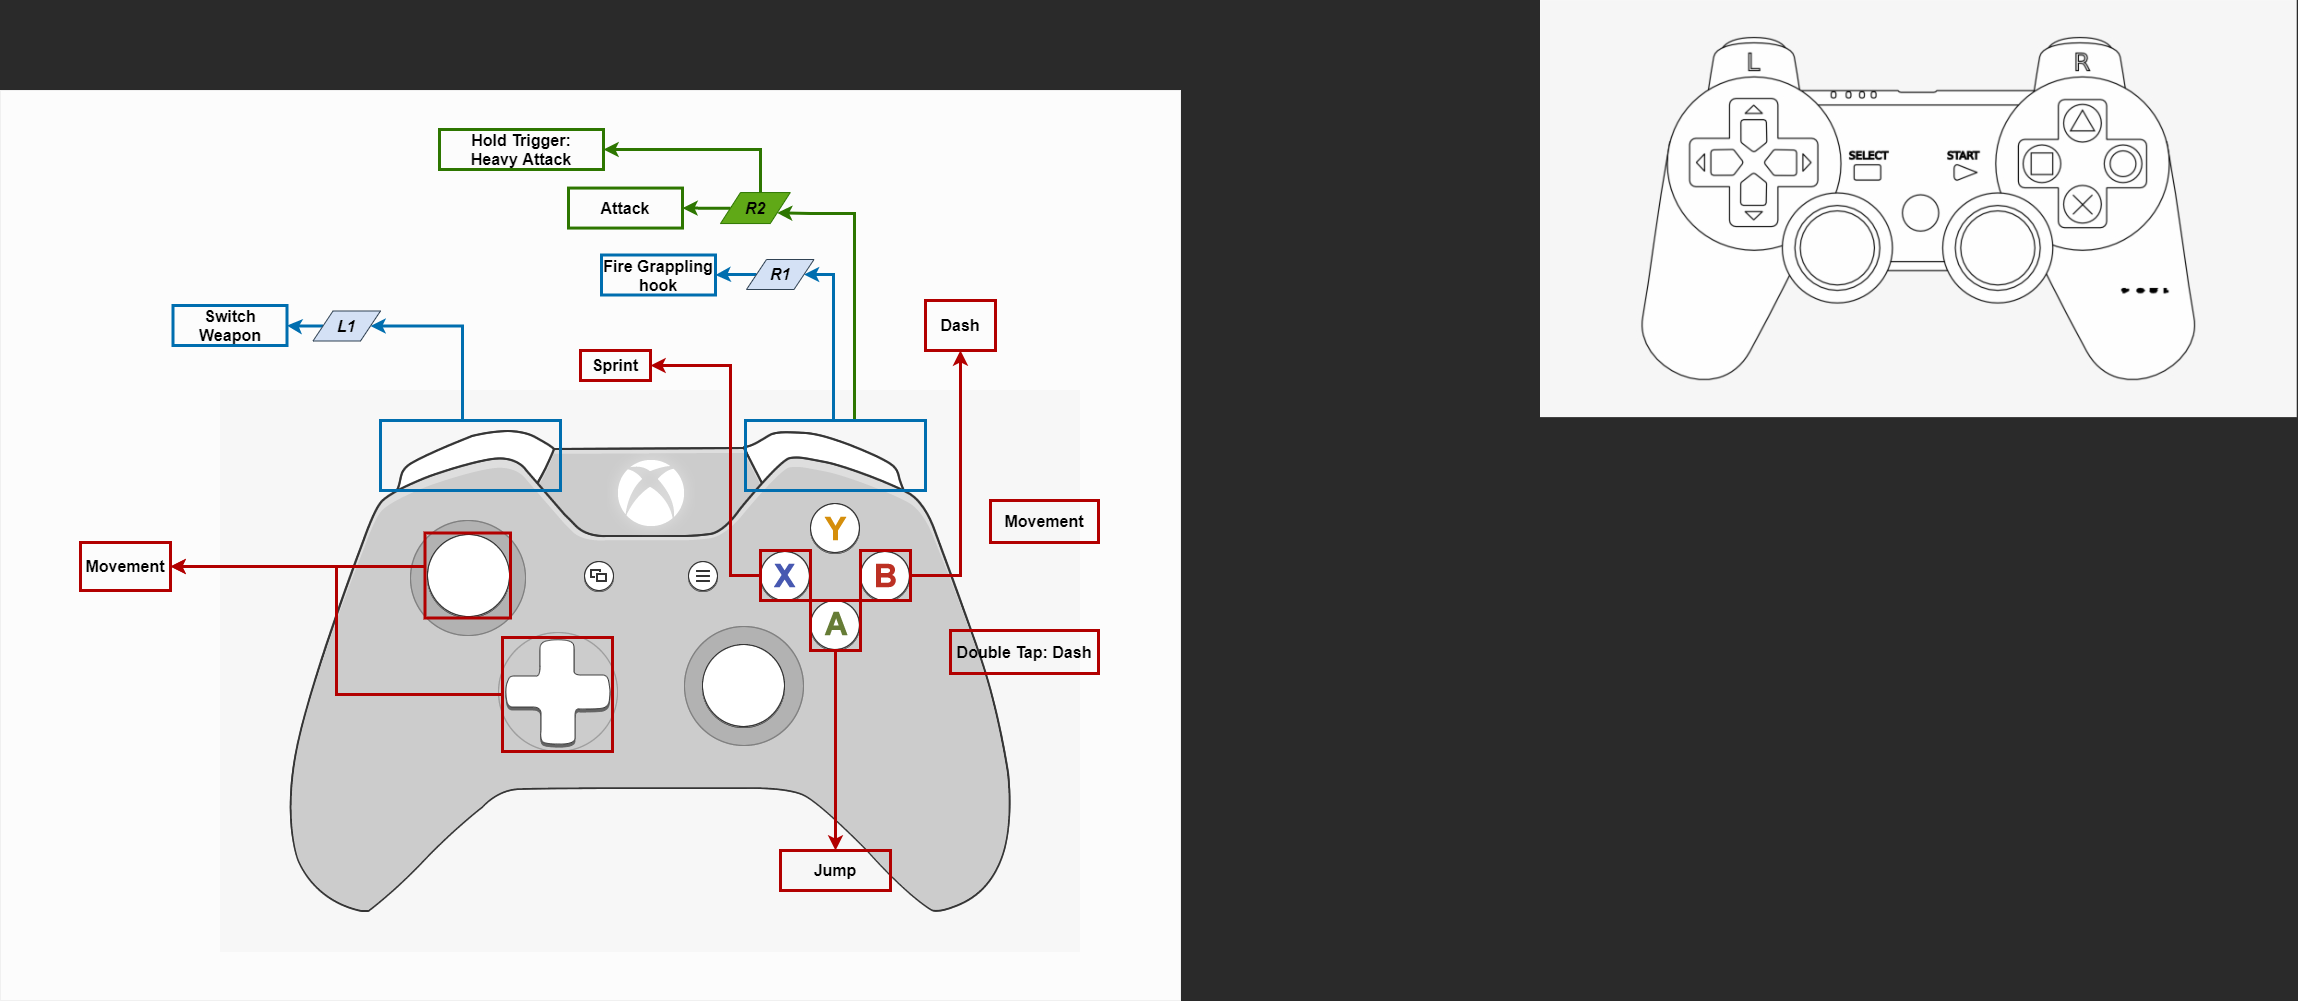 Hold Trigger:
Heavy Attack
Attack
R2
Fire Grappling
hook
R1
Switch
Weapon
L1
Sprint
Dash
Movement
Y
X
B
A
Movement
Double Tap: Dash
Jump
L
R
SELECT
START